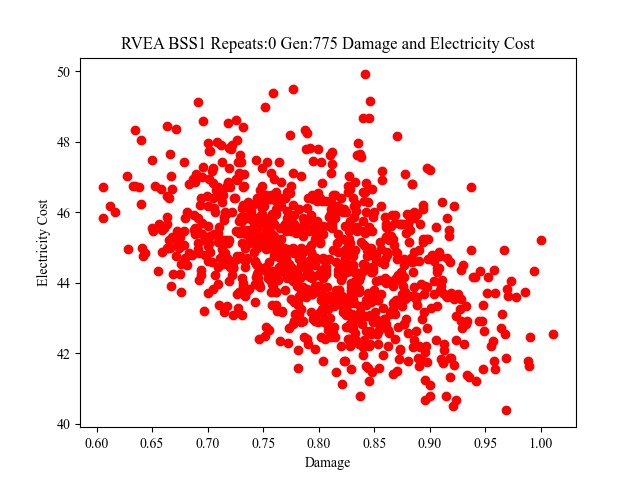 RVEA BSS1 Repeats:0 Gen:775 Damage and Electricity Cost
50
48
46
44
42
40
Electricity Cost
0.60 0.65 0.70 0.75 0.80 0.85 0.90 0.95 1.00
Damage